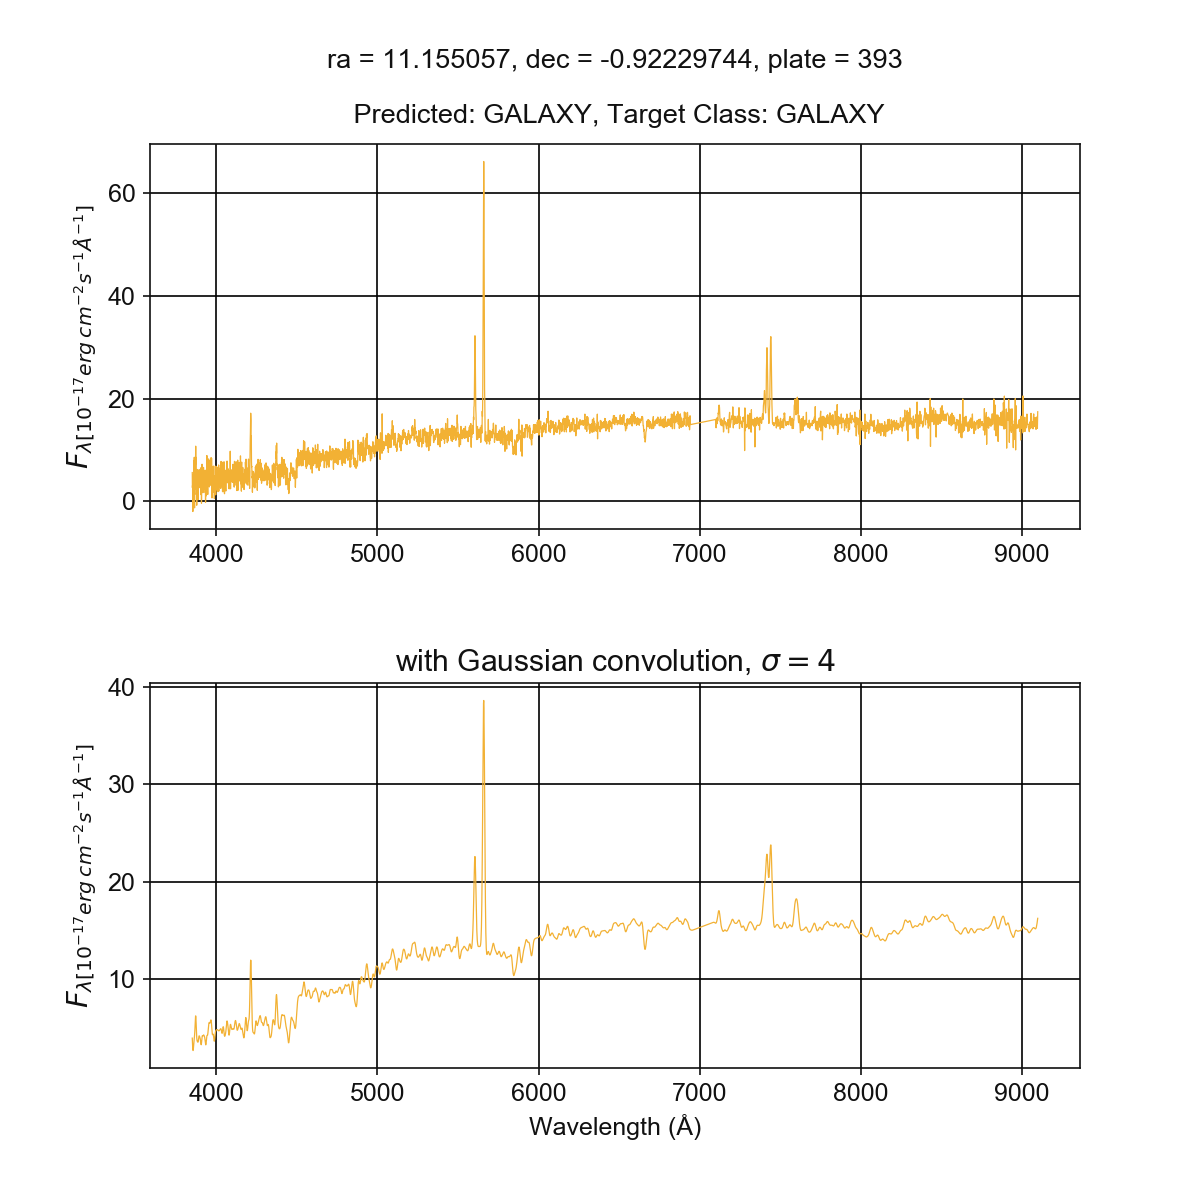 ra = 11.155057, dec = -0.92229744, plate = 393
Predicted: GALAXY, Target Class: GALAXY
60
40
20
0
F_λ[10^−17 erg cm^−2 s^−1 Å^−1]
4000 5000 6000 7000 8000 9000
with Gaussian convolution, σ = 4
40
30
20
10
F_λ[10^−17 erg cm^−2 s^−1 Å^−1]
4000 5000 6000 7000 8000 9000
Wavelength (Å)